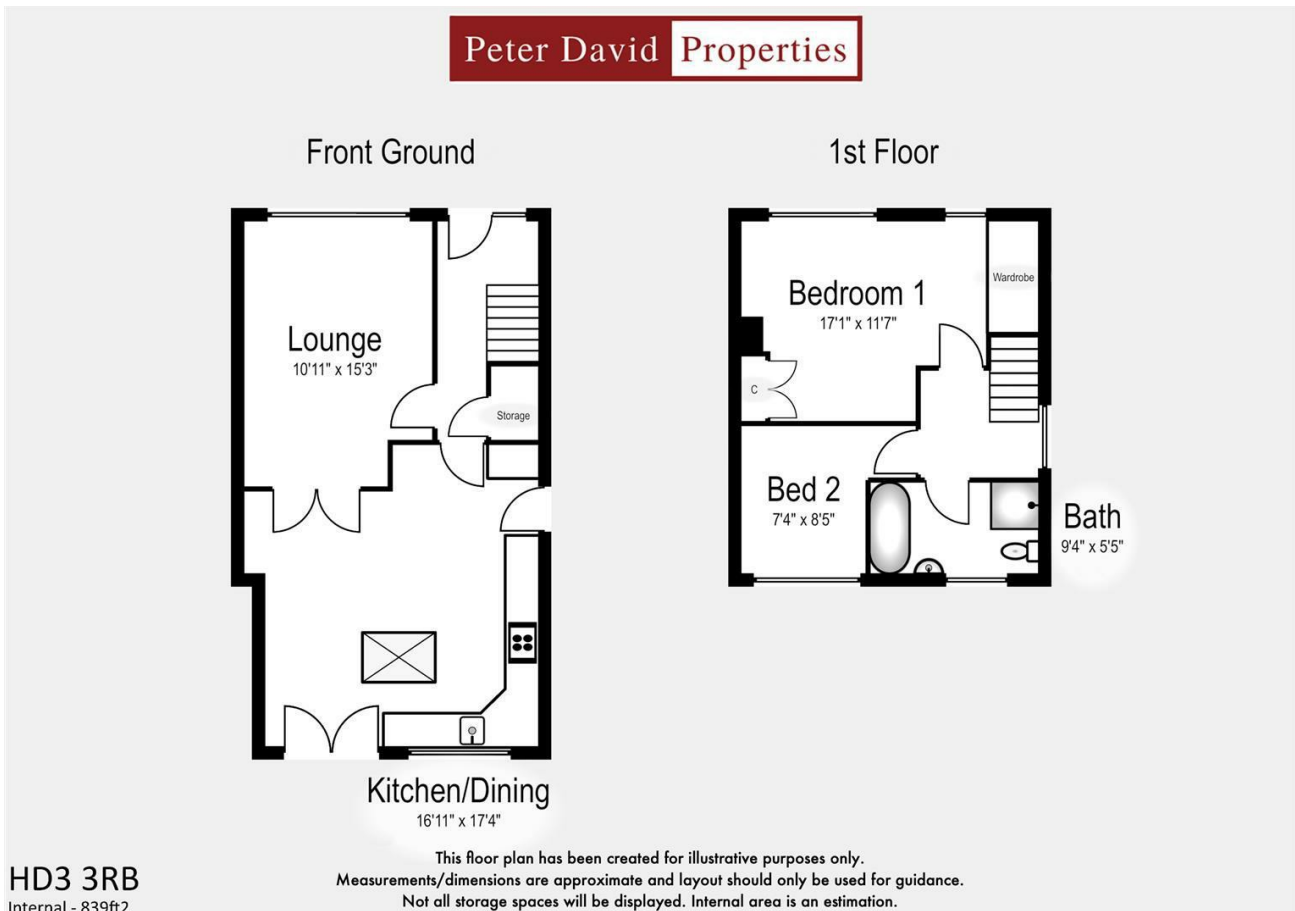 Peter David Properties
Front Ground
1st Floor
Lounge
10'11" x 15'3"
Storage
Bedroom 1
17'1" x 11'7"
Wardrobe
C
Bed 2
7'4" x 8'5"
Bath
9'4" x 5'5"
Kitchen/Dining
16'11" x 17'4"
HD3 3RB
Internal - 839ft2
This floor plan has been created for illustrative purposes only.
Measurements/dimensions are approximate and layout should only be used for guidance.
Not all storage spaces will be displayed. Internal area is an estimation.